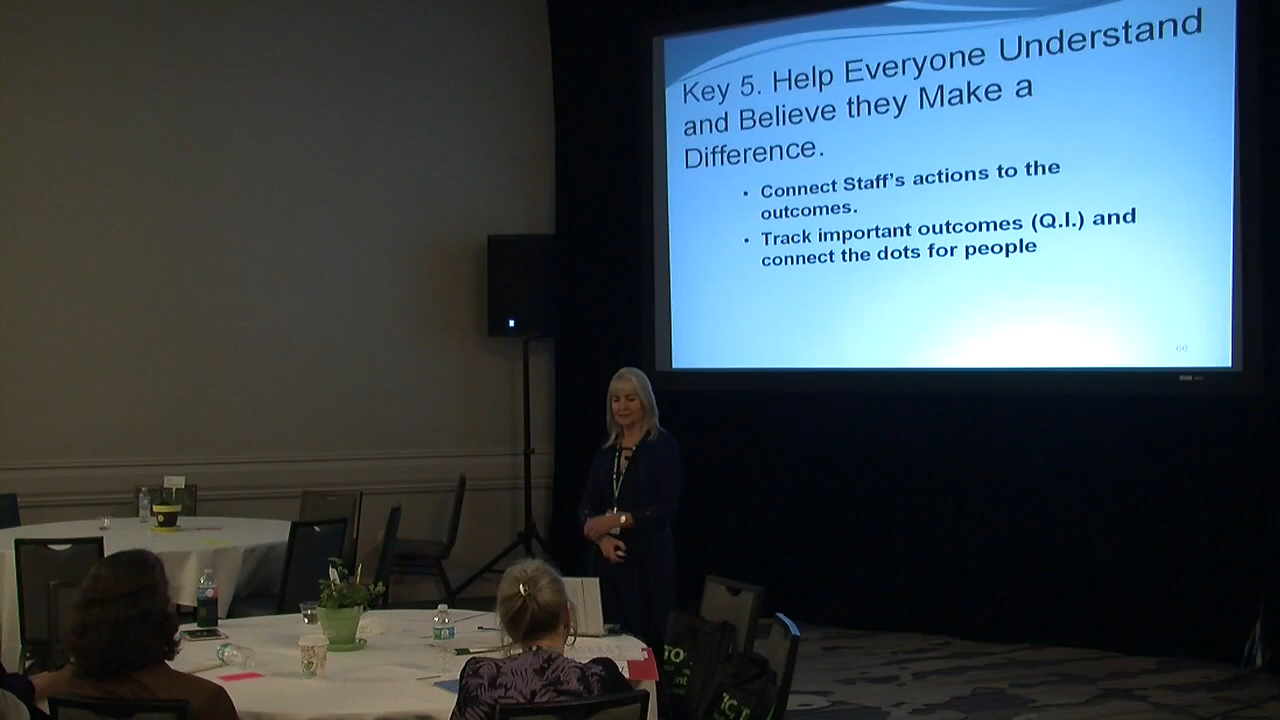 Key 5. Help Everyone Understand
and Believe they Make a
Difference.
• Connect Staff's actions to the
outcomes.
• Track important outcomes (Q.I.) and
connect the dots for people